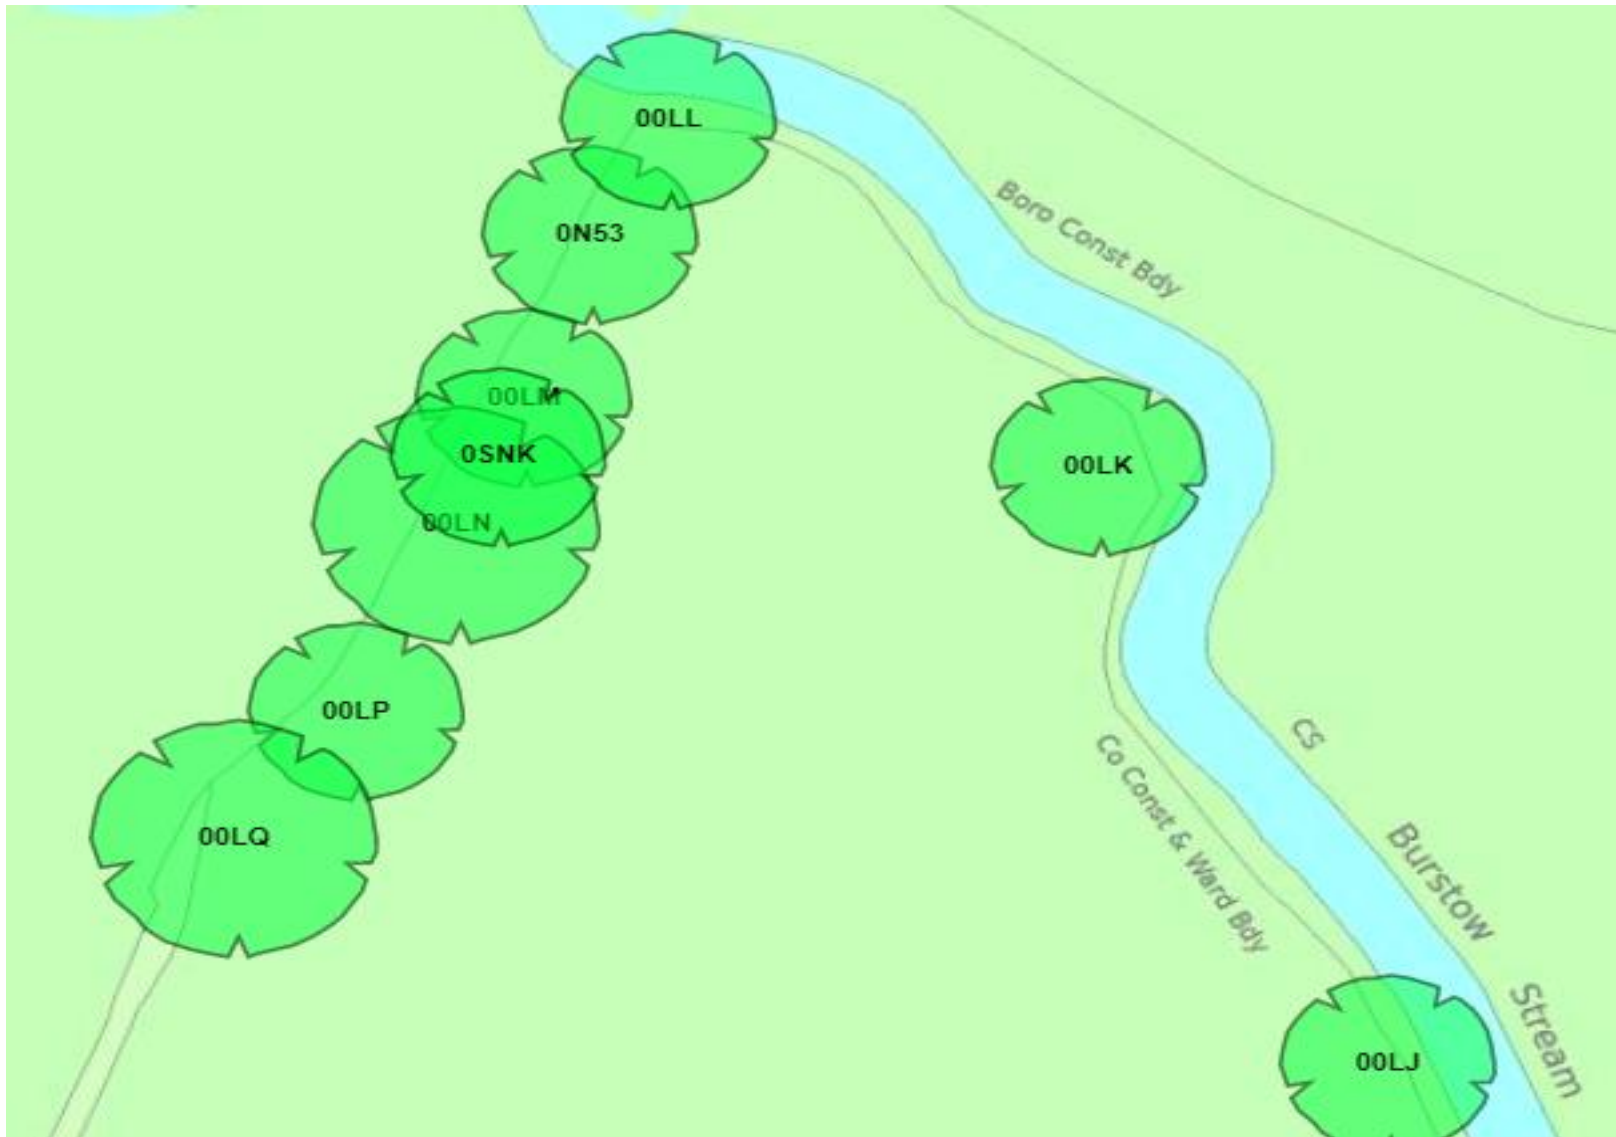 00LL
0N53
Boro Const Bdy
00LM
0SNK
00LK
00LN
00LP
CS
Co Const & Ward Bdy
00LQ
Burstow
Stream
00LJ